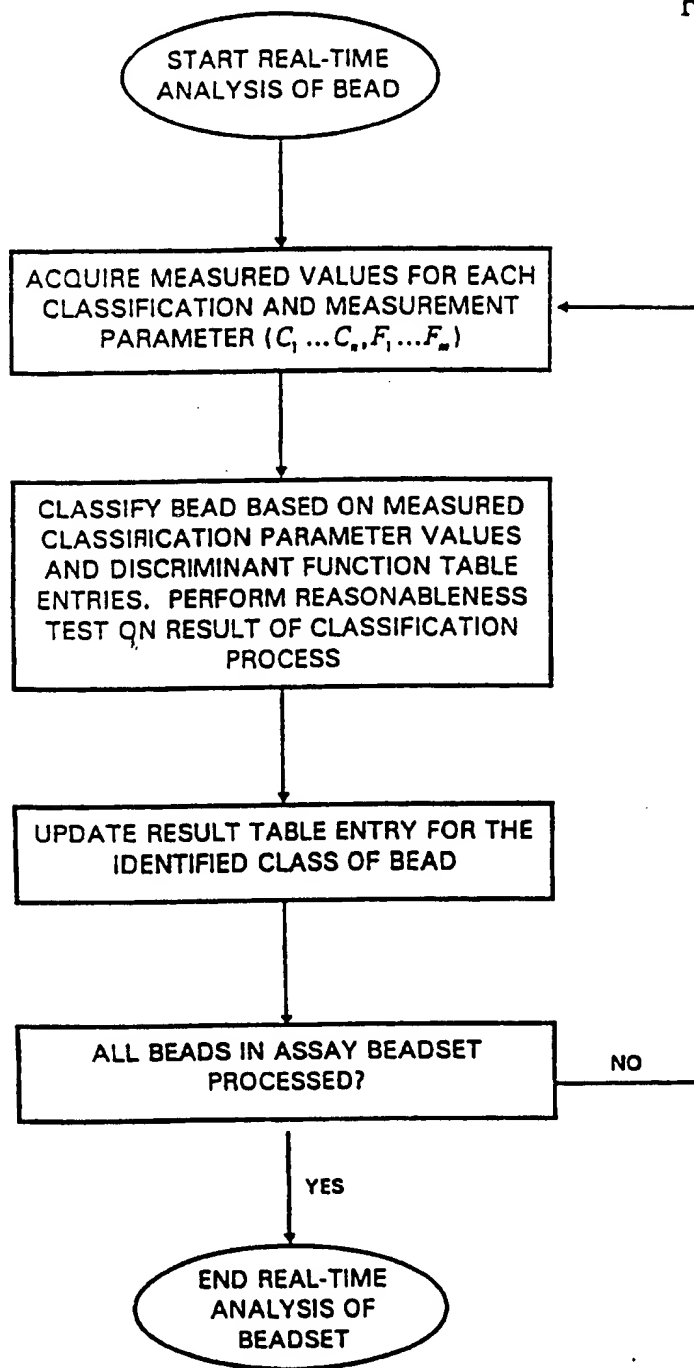 START REAL-TIME
ANALYSIS OF BEAD
ACQUIRE MEASURED VALUES FOR EACH
CLASSIFICATION AND MEASUREMENT
PARAMETER (C₁ ...Cₙ,F₁...Fₘ)
CLASSIFY BEAD BASED ON MEASURED
CLASSIFICATION PARAMETER VALUES
AND DISCRIMINANT FUNCTION TABLE
ENTRIES. PERFORM REASONABLENESS
TEST ON RESULT OF CLASSIFICATION
PROCESS
UPDATE RESULT TABLE ENTRY FOR THE
IDENTIFIED CLASS OF BEAD
ALL BEADS IN ASSAY BEADSET
PROCESSED?
NO
YES
END REAL-TIME
ANALYSIS OF
BEADSET